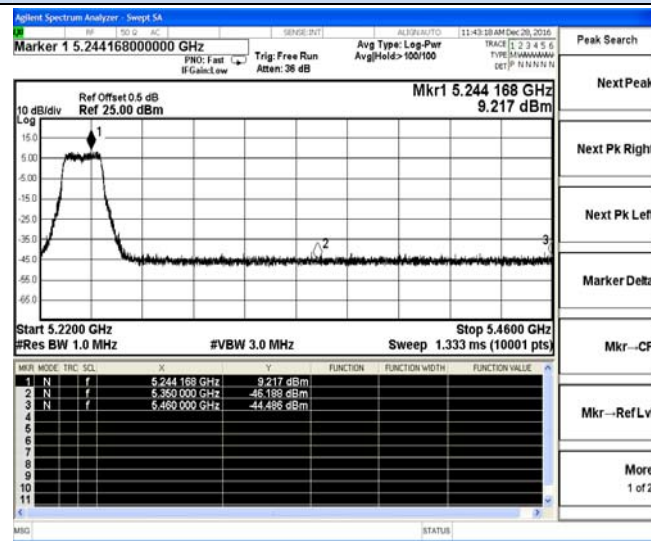 Agilent Spectrum Analyzer - Swept SA
RF 50 Ω AC SENSE:INT ALIGNAUTO 11:43:18 AM Dec 28, 2016
Marker 1 5.244168000000 GHz
PNO: Fast Trig: Free Run
IFGain:Low Atten: 36 dB
Avg Type: Log-Pwr
Avg|Hold:> 100/100
TRACE 1 2 3 4 5 6
TYPE
DET P N N N N N
Peak Search
Next Peak
Next Pk Right
Next Pk Left
Marker Delta
Mkr→CF
Mkr→Ref Lvl
More
1 of 2
Ref Offset 0.5 dB
10 dB/div Ref 25.00 dBm
Log
Mkr1 5.244 168 GHz
9.217 dBm
15.0
5.00
-5.00
-15.0
-25.0
-35.0
-45.0
-55.0
-65.0
1
2
3
Start 5.2200 GHz Stop 5.4600 GHz
#Res BW 1.0 MHz #VBW 3.0 MHz Sweep 1.333 ms (10001 pts)
MKR MODE TRC SCL X Y FUNCTION FUNCTION WIDTH FUNCTION VALUE
1 N f 5.244 168 GHz 9.217 dBm
2 N f 5.350 000 GHz -46.188 dBm
3 N f 5.460 000 GHz -44.486 dBm
4
5
6
7
8
9
10
11
MSG STATUS